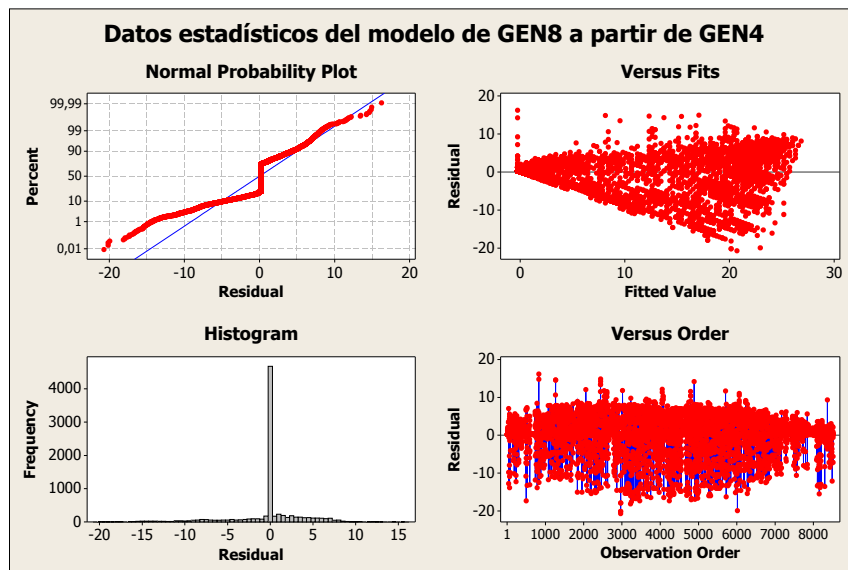 Datos estadísticos del modelo de GEN8 a partir de GEN4
Normal Probability Plot
99,99
99
90
50
10
1
0,01
Percent
-20 -10 0 10 20
Residual
Versus Fits
20
10
0
-10
-20
Residual
0 10 20 30
Fitted Value
Histogram
4000
3000
2000
1000
0
Frequency
-20 -15 -10 -5 0 5 10 15
Residual
Versus Order
20
10
0
-10
-20
Residual
1 1000 2000 3000 4000 5000 6000 7000 8000
Observation Order